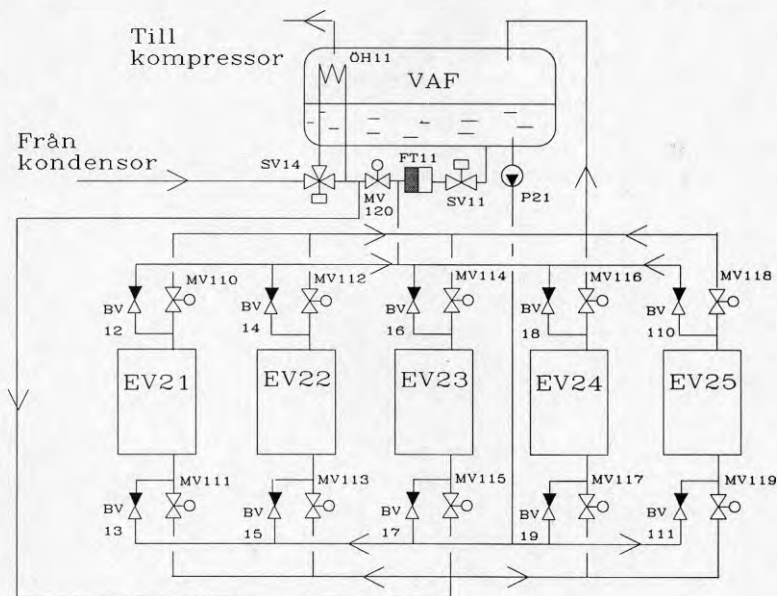 Till
kompressor
ÖH11
VAF
Från
kondensor
SV14
FT11
MV
120
SV11
P21
MV110
MV112
MV114
MV116
MV118
BV
12
BV
14
BV
16
BV
18
BV
110
EV21
EV22
EV23
EV24
EV25
MV111
MV113
MV115
MV117
MV119
BV
13
BV
15
BV
17
BV
19
BV
111